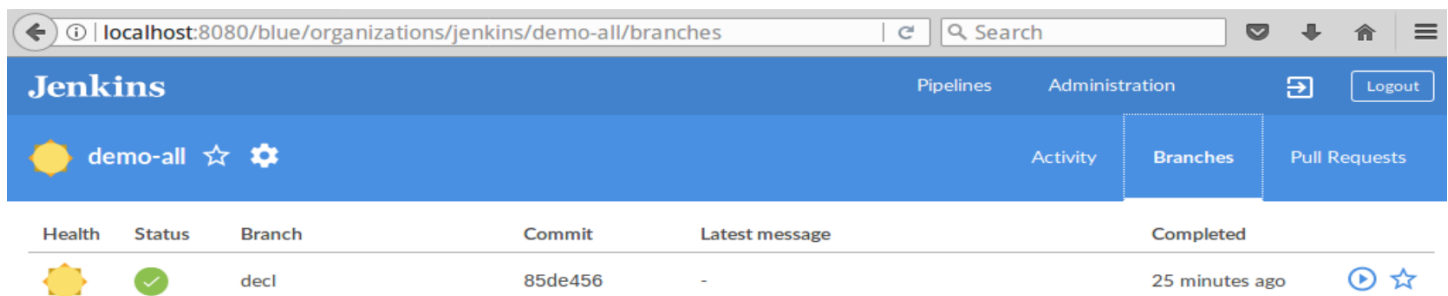 localhost:8080/blue/organizations/jenkins/demo-all/branches Search
Jenkins Pipelines Administration Logout
demo-all Activity Branches Pull Requests
Health Status Branch Commit Latest message Completed
decl 85de456 - 25 minutes ago